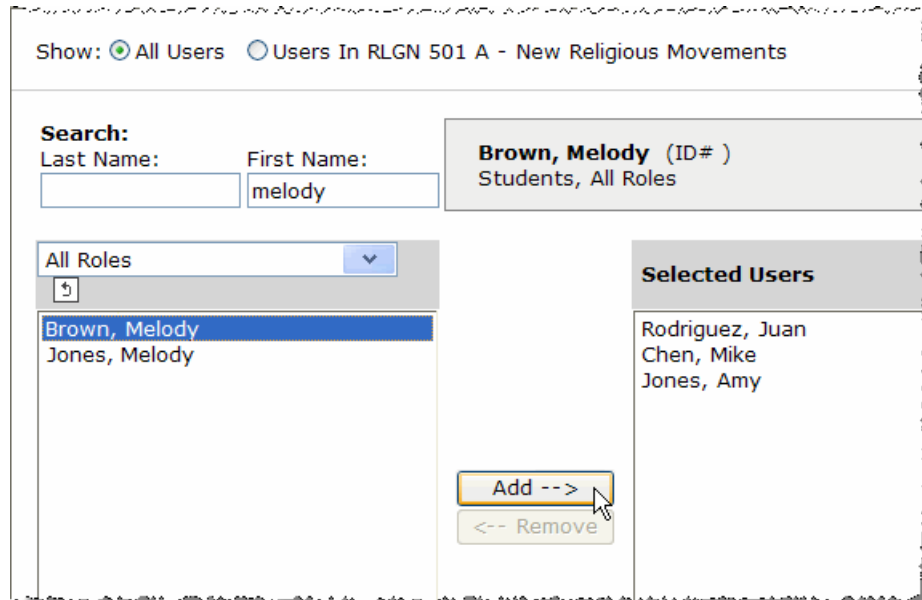 Show: All Users Users In RLGN 501 A - New Religious Movements
Search:
Last Name: First Name:
melody
Brown, Melody (ID# )
Students, All Roles
All Roles
Brown, Melody
Jones, Melody
Add -->
<-- Remove
Selected Users
Rodriguez, Juan
Chen, Mike
Jones, Amy